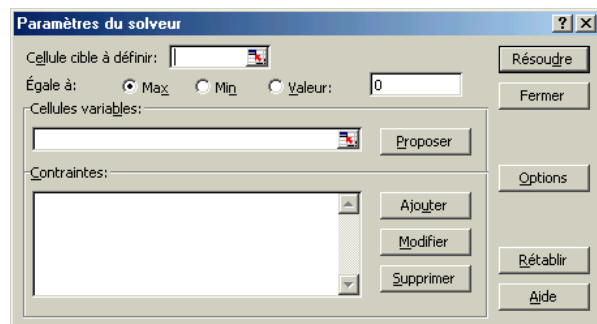 Paramètres du solveur
Cellule cible à définir:
Résoudre
Égale à: Max Min Valeur: 0
Fermer
Cellules variables:
Proposer
Contraintes:
Options
Ajouter
Modifier
Rétablir
Supprimer
Aide